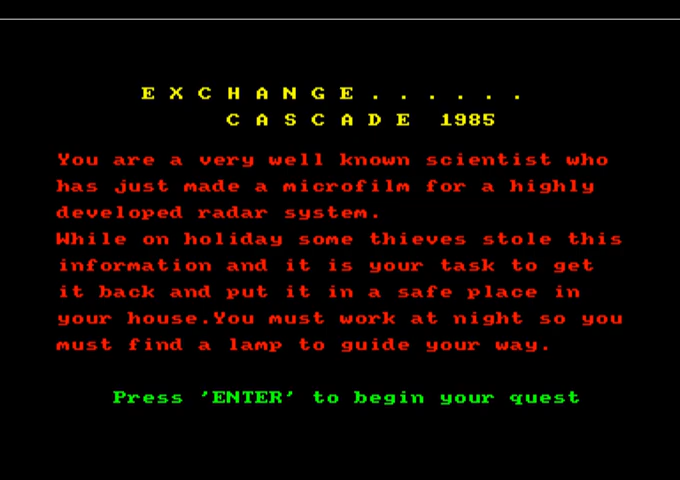 EXCHANGE......
CASCADE 1985
You are a very well known scientist who
has just made a microfilm for a highly
developed radar system.
While on holiday some thieves stole this
information and it is your task to get
it back and put it in a safe place in
your house.You must work at night so you
must find a lamp to guide your way.
Press 'ENTER' to begin your quest